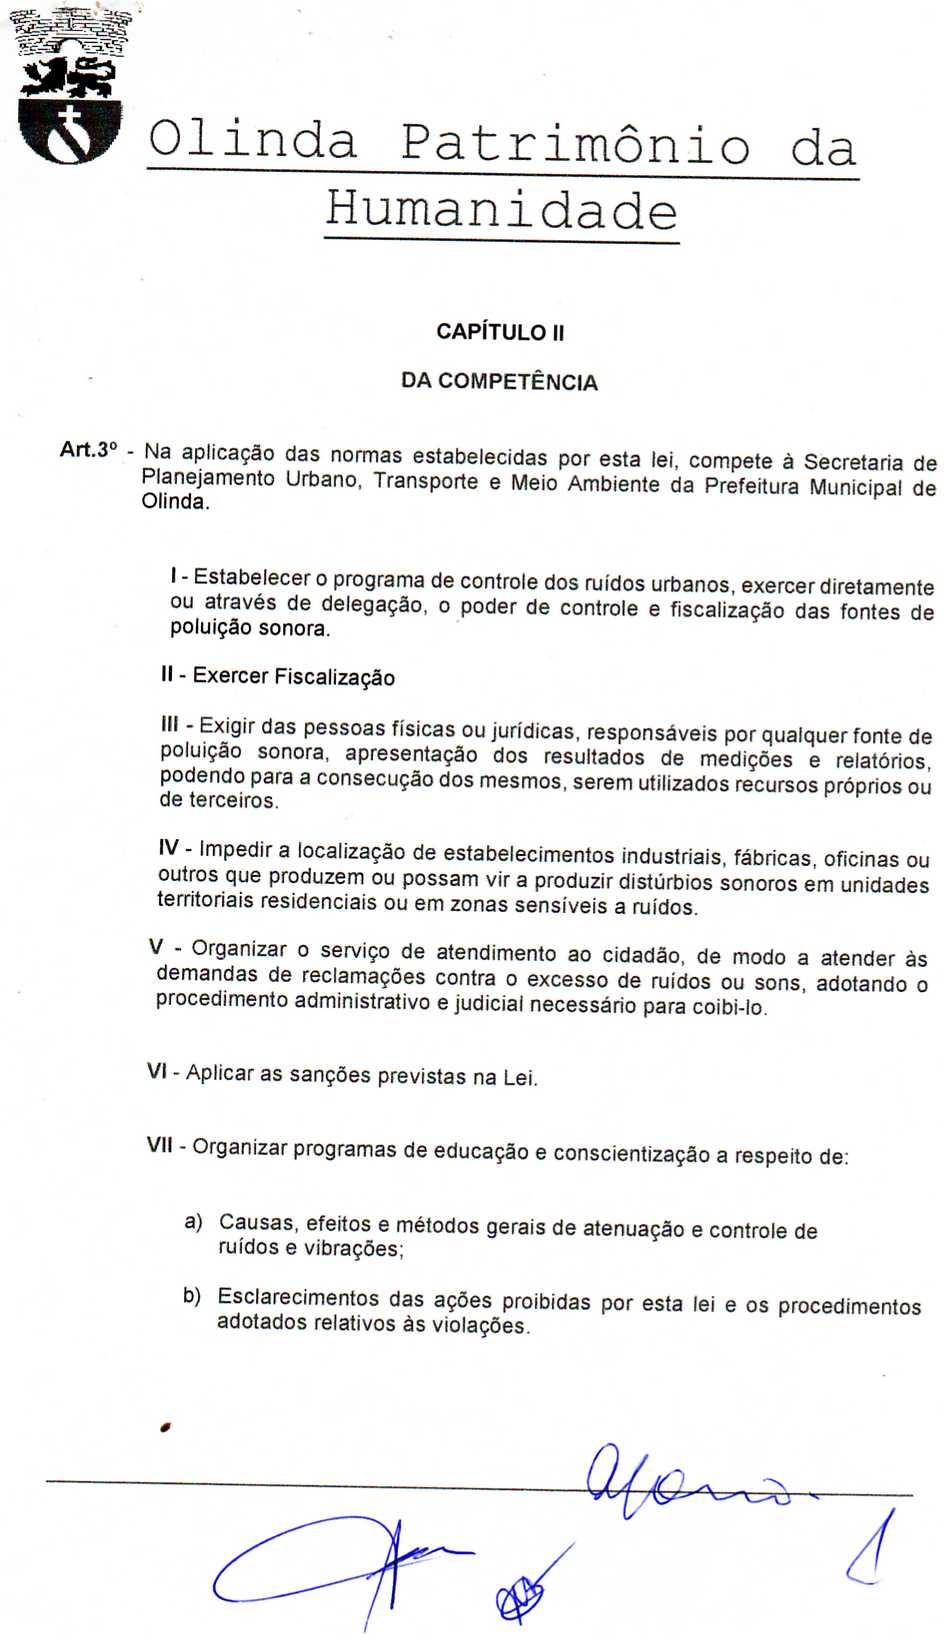 Olinda Patrimônio da
Humanidade
CAPÍTULO II
DA COMPETÊNCIA
Art.3º - Na aplicação das normas estabelecidas por esta lei, compete à Secretaria de
Planejamento Urbano, Transporte e Meio Ambiente da Prefeitura Municipal de
Olinda.
I - Estabelecer o programa de controle dos ruídos urbanos, exercer diretamente
ou através de delegação, o poder de controle e fiscalização das fontes de
poluição sonora.
II - Exercer Fiscalização
III - Exigir das pessoas físicas ou jurídicas, responsáveis por qualquer fonte de
poluição sonora, apresentação dos resultados de medições e relatórios,
podendo para a consecução dos mesmos, serem utilizados recursos próprios ou
de terceiros.
IV - Impedir a localização de estabelecimentos industriais, fábricas, oficinas ou
outros que produzem ou possam vir a produzir distúrbios sonoros em unidades
territoriais residenciais ou em zonas sensíveis a ruídos.
V - Organizar o serviço de atendimento ao cidadão, de modo a atender às
demandas de reclamações contra o excesso de ruídos ou sons, adotando o
procedimento administrativo e judicial necessário para coibi-lo.
VI - Aplicar as sanções previstas na Lei.
VII - Organizar programas de educação e conscientização a respeito de:
a) Causas, efeitos e métodos gerais de atenuação e controle de
ruídos e vibrações;
b) Esclarecimentos das ações proibidas por esta lei e os procedimentos
adotados relativos às violações.